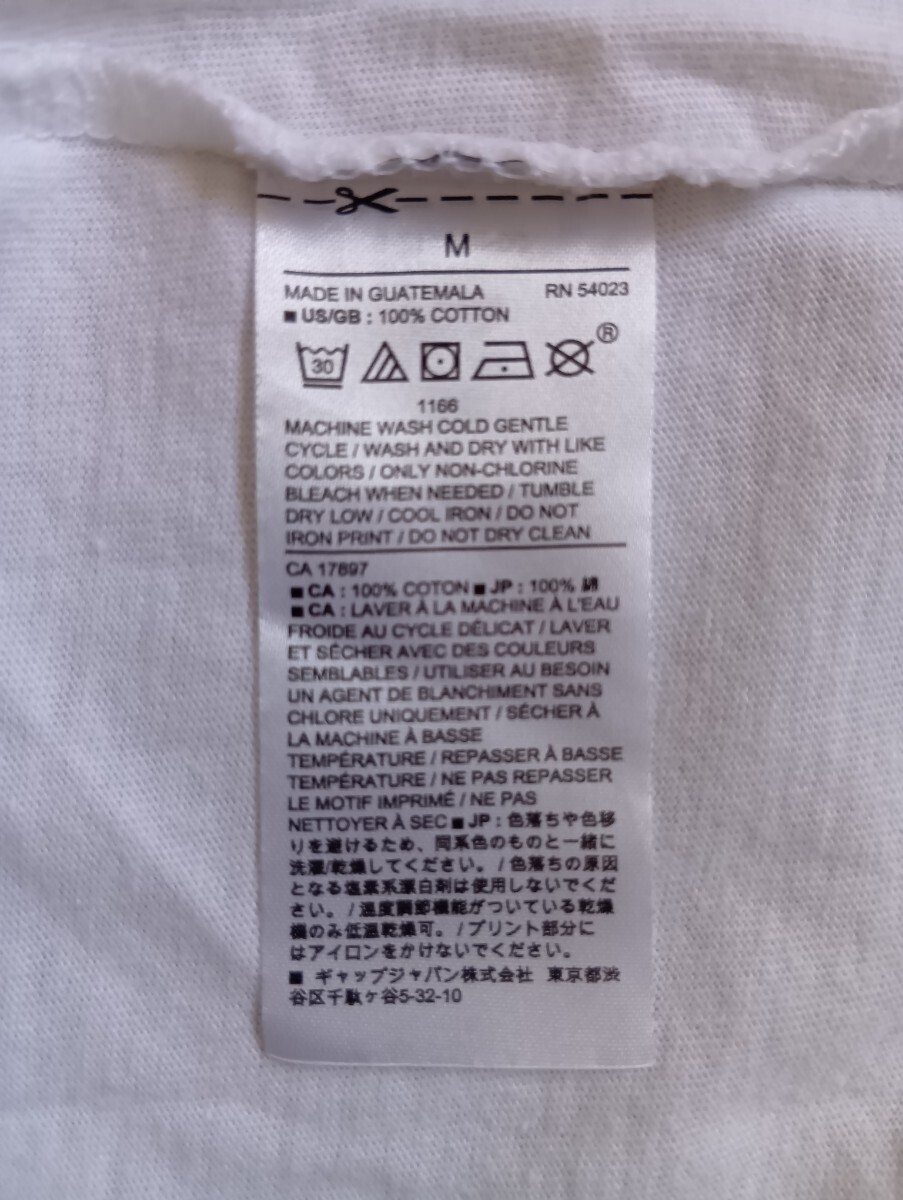 M
MADE IN GUATEMALA RN 54023
■ US/GB : 100% COTTON
30 ®
1166
MACHINE WASH COLD GENTLE
CYCLE / WASH AND DRY WITH LIKE
COLORS / ONLY NON-CHLORINE
BLEACH WHEN NEEDED / TUMBLE
DRY LOW / COOL IRON / DO NOT
IRON PRINT / DO NOT DRY CLEAN
CA 17897
■ CA : 100% COTON ■ JP : 100% 綿
■ CA : LAVER À LA MACHINE À L'EAU
FROIDE AU CYCLE DÉLICAT / LAVER
ET SÉCHER AVEC DES COULEURS
SEMBLABLES / UTILISER AU BESOIN
UN AGENT DE BLANCHIMENT SANS
CHLORE UNIQUEMENT / SÉCHER À
LA MACHINE À BASSE
TEMPÉRATURE / REPASSER À BASSE
TEMPÉRATURE / NE PAS REPASSER
LE MOTIF IMPRIMÉ / NE PAS
NETTOYER À SEC ■ JP : 色落ちや色移
りを避けるため、同系色のものと一緒に
洗濯/乾燥してください。/ 色落ちの原因
となる塩素系漂白剤は使用しないでくだ
さい。/ 温度調節機能がついている乾燥
機のみ低温乾燥可。/ プリント部分に
はアイロンをかけないでください。
■ ギャップジャパン株式会社 東京都渋
谷区千駄ヶ谷5-32-10